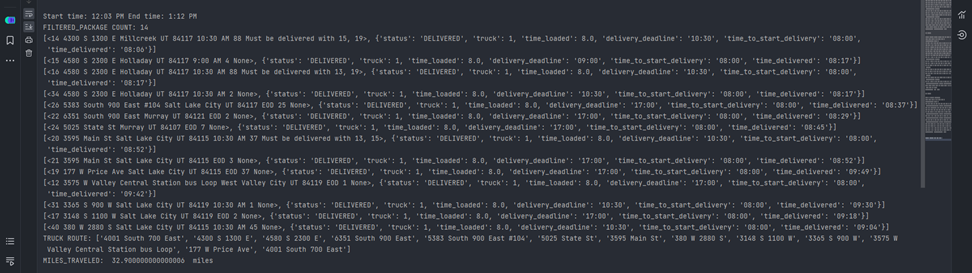 Start time: 12:03 PM End time: 1:12 PM
FILTERED_PACKAGE COUNT: 14
[<14 4300 S 1300 E Millcreek UT 84117 10:30 AM 88 Must be delivered with 15, 19>, {'status': 'DELIVERED', 'truck': 1, 'time_loaded': 8.0, 'delivery_deadline': '10:30', 'time_to_start_delivery': '08:00',
'time_delivered': '08:06'}]
[<15 4580 S 2300 E Holladay UT 84117 9:00 AM 4 None>, {'status': 'DELIVERED', 'truck': 1, 'time_loaded': 8.0, 'delivery_deadline': '09:00', 'time_to_start_delivery': '08:00', 'time_delivered': '08:17'}]
[<16 4580 S 2300 E Holladay UT 84117 10:30 AM 88 Must be delivered with 13, 19>, {'status': 'DELIVERED', 'truck': 1, 'time_loaded': 8.0, 'delivery_deadline': '10:30', 'time_to_start_delivery': '08:00',
'time_delivered': '08:17'}]
[<34 4580 S 2300 E Holladay UT 84117 10:30 AM 2 None>, {'status': 'DELIVERED', 'truck': 1, 'time_loaded': 8.0, 'delivery_deadline': '10:30', 'time_to_start_delivery': '08:00', 'time_delivered': '08:17'}]
[<26 5383 South 900 East #104 Salt Lake City UT 84117 EOD 25 None>, {'status': 'DELIVERED', 'truck': 1, 'time_loaded': 8.0, 'delivery_deadline': '17:00', 'time_to_start_delivery': '08:00', 'time_delivered': '08:37'}]
[<22 6351 South 900 East Murray UT 84121 EOD 2 None>, {'status': 'DELIVERED', 'truck': 1, 'time_loaded': 8.0, 'delivery_deadline': '17:00', 'time_to_start_delivery': '08:00', 'time_delivered': '08:29'}]
[<24 5025 State St Murray UT 84107 EOD 7 None>, {'status': 'DELIVERED', 'truck': 1, 'time_loaded': 8.0, 'delivery_deadline': '17:00', 'time_to_start_delivery': '08:00', 'time_delivered': '08:45'}]
[<20 3595 Main St Salt Lake City UT 84115 10:30 AM 37 Must be delivered with 13, 15>, {'status': 'DELIVERED', 'truck': 1, 'time_loaded': 8.0, 'delivery_deadline': '10:30', 'time_to_start_delivery': '08:00',
'time_delivered': '08:52'}]
[<21 3595 Main St Salt Lake City UT 84115 EOD 3 None>, {'status': 'DELIVERED', 'truck': 1, 'time_loaded': 8.0, 'delivery_deadline': '17:00', 'time_to_start_delivery': '08:00', 'time_delivered': '08:52'}]
[<19 177 W Price Ave Salt Lake City UT 84115 EOD 37 None>, {'status': 'DELIVERED', 'truck': 1, 'time_loaded': 8.0, 'delivery_deadline': '17:00', 'time_to_start_delivery': '08:00', 'time_delivered': '09:49'}]
[<12 3575 W Valley Central Station bus Loop West Valley City UT 84119 EOD 1 None>, {'status': 'DELIVERED', 'truck': 1, 'time_loaded': 8.0, 'delivery_deadline': '17:00', 'time_to_start_delivery': '08:00',
'time_delivered': '09:42'}]
[<31 3365 S 900 W Salt Lake City UT 84119 10:30 AM 1 None>, {'status': 'DELIVERED', 'truck': 1, 'time_loaded': 8.0, 'delivery_deadline': '10:30', 'time_to_start_delivery': '08:00', 'time_delivered': '09:30'}]
[<17 3148 S 1100 W Salt Lake City UT 84119 EOD 2 None>, {'status': 'DELIVERED', 'truck': 1, 'time_loaded': 8.0, 'delivery_deadline': '17:00', 'time_to_start_delivery': '08:00', 'time_delivered': '09:18'}]
[<40 380 W 2880 S Salt Lake City UT 84115 10:30 AM 45 None>, {'status': 'DELIVERED', 'truck': 1, 'time_loaded': 8.0, 'delivery_deadline': '10:30', 'time_to_start_delivery': '08:00', 'time_delivered': '09:04'}]
TRUCK ROUTE: ['4001 South 700 East', '4300 S 1300 E', '4580 S 2300 E', '6351 South 900 East', '5383 South 900 East #104', '5025 State St', '3595 Main St', '380 W 2880 S', '3148 S 1100 W', '3365 S 900 W', '3575 W
Valley Central Station bus Loop', '177 W Price Ave', '4001 South 700 East']
MILES_TRAVELED: 32.900000000000006 miles